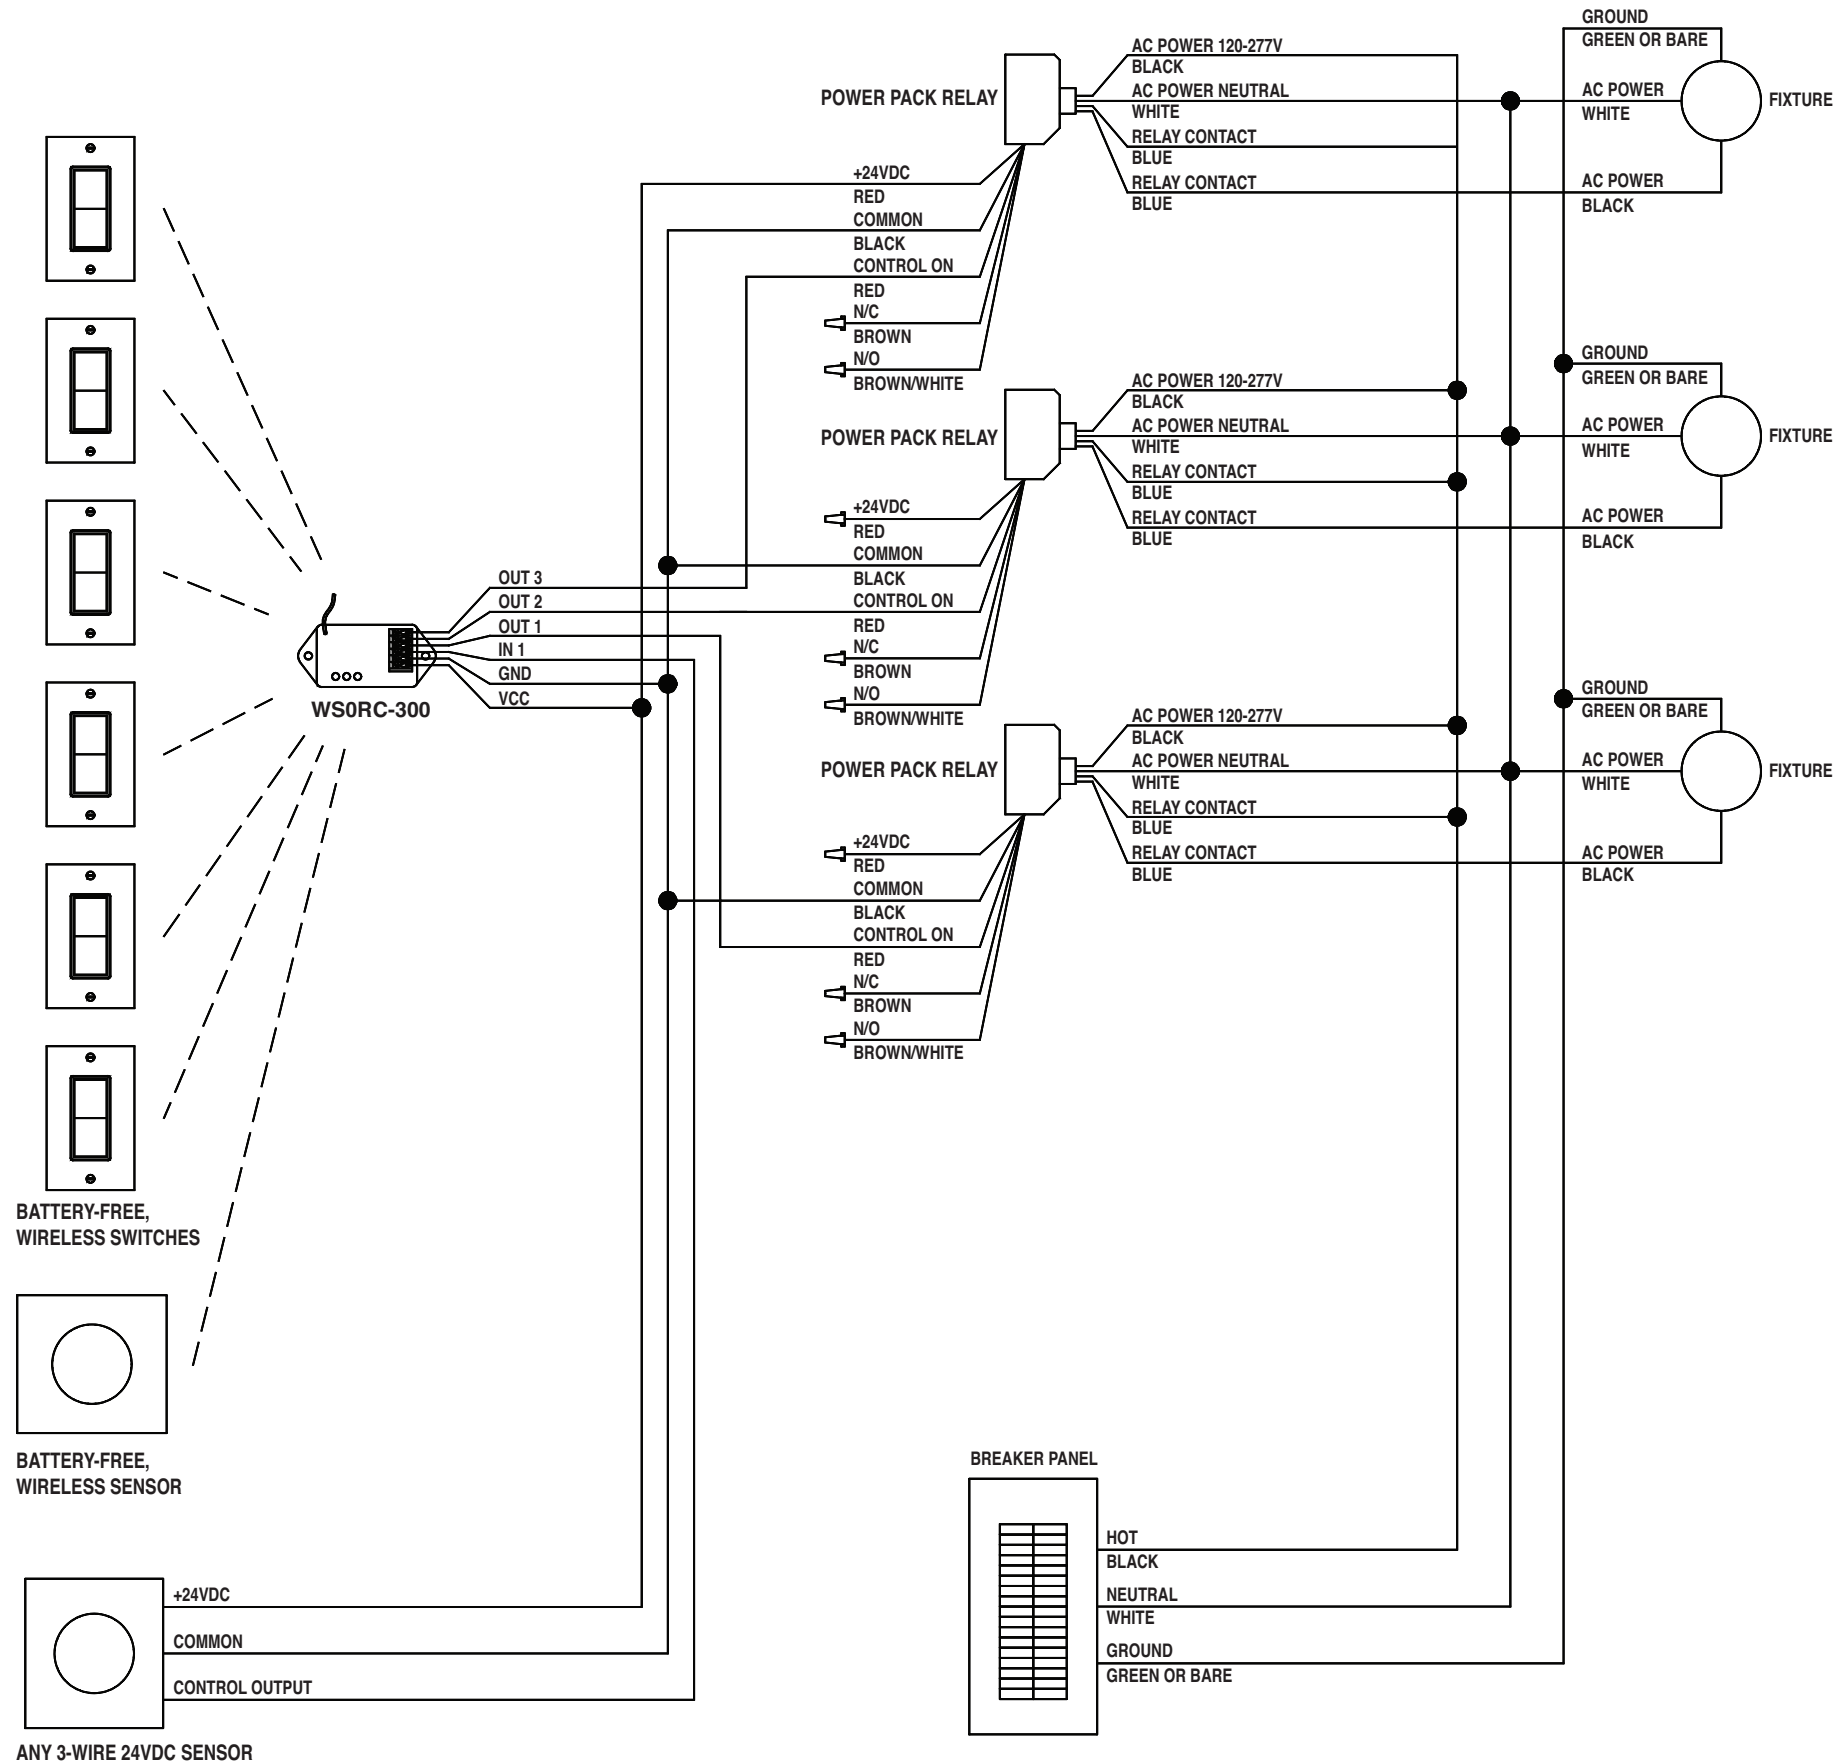 GROUND
GREEN OR BARE
AC POWER 120-277V
BLACK
POWER PACK RELAY
AC POWER NEUTRAL
WHITE
AC POWER
WHITE
FIXTURE
RELAY CONTACT
BLUE
RELAY CONTACT
BLUE
AC POWER
BLACK
+24VDC
RED
COMMON
BLACK
CONTROL ON
RED
N/C
BROWN
N/O
BROWN/WHITE
GROUND
GREEN OR BARE
AC POWER 120-277V
BLACK
POWER PACK RELAY
AC POWER NEUTRAL
WHITE
AC POWER
WHITE
FIXTURE
RELAY CONTACT
BLUE
RELAY CONTACT
BLUE
AC POWER
BLACK
+24VDC
RED
COMMON
BLACK
CONTROL ON
RED
N/C
BROWN
N/O
BROWN/WHITE
OUT 3
OUT 2
OUT 1
IN 1
GND
VCC
WS0RC-300
GROUND
GREEN OR BARE
AC POWER 120-277V
BLACK
POWER PACK RELAY
AC POWER NEUTRAL
WHITE
AC POWER
WHITE
FIXTURE
RELAY CONTACT
BLUE
RELAY CONTACT
BLUE
AC POWER
BLACK
+24VDC
RED
COMMON
BLACK
CONTROL ON
RED
N/C
BROWN
N/O
BROWN/WHITE
BATTERY-FREE,
WIRELESS SWITCHES
BATTERY-FREE,
WIRELESS SENSOR
BREAKER PANEL
HOT
BLACK
NEUTRAL
WHITE
GROUND
GREEN OR BARE
+24VDC
COMMON
CONTROL OUTPUT
ANY 3-WIRE 24VDC SENSOR